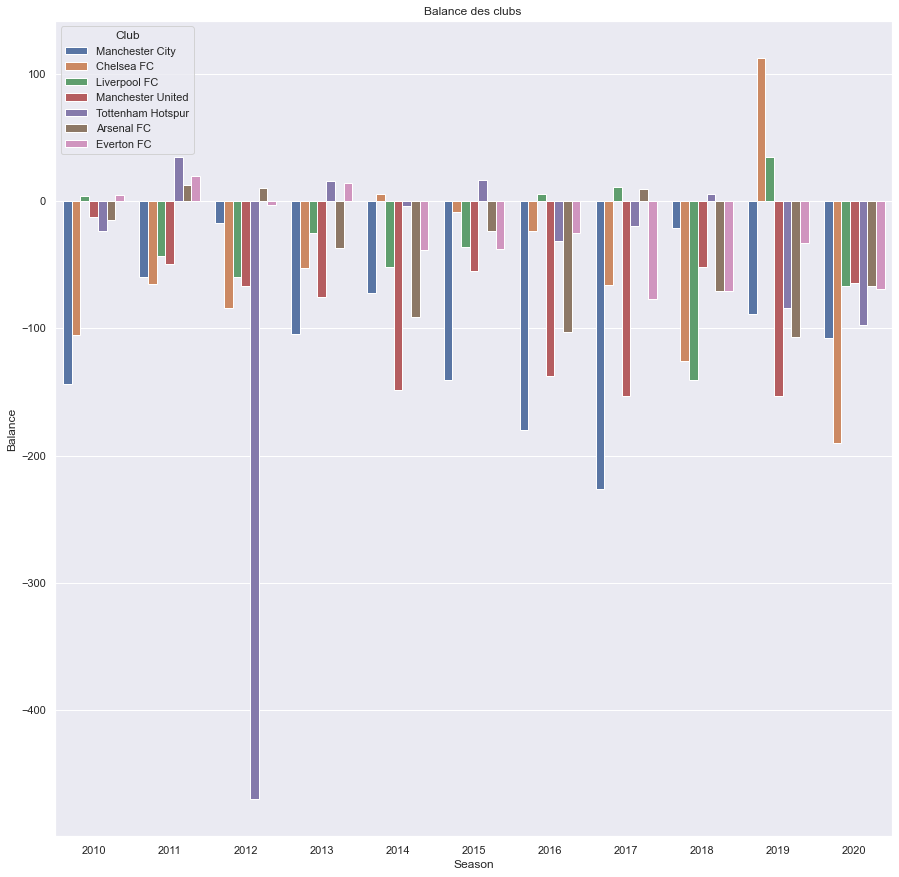 Balance des clubs
Club
Manchester City
Chelsea FC
Liverpool FC
Manchester United
Tottenham Hotspur
Arsenal FC
Everton FC
100
0
−100
−200
−300
−400
Balance
2010 2011 2012 2013 2014 2015 2016 2017 2018 2019 2020
Season